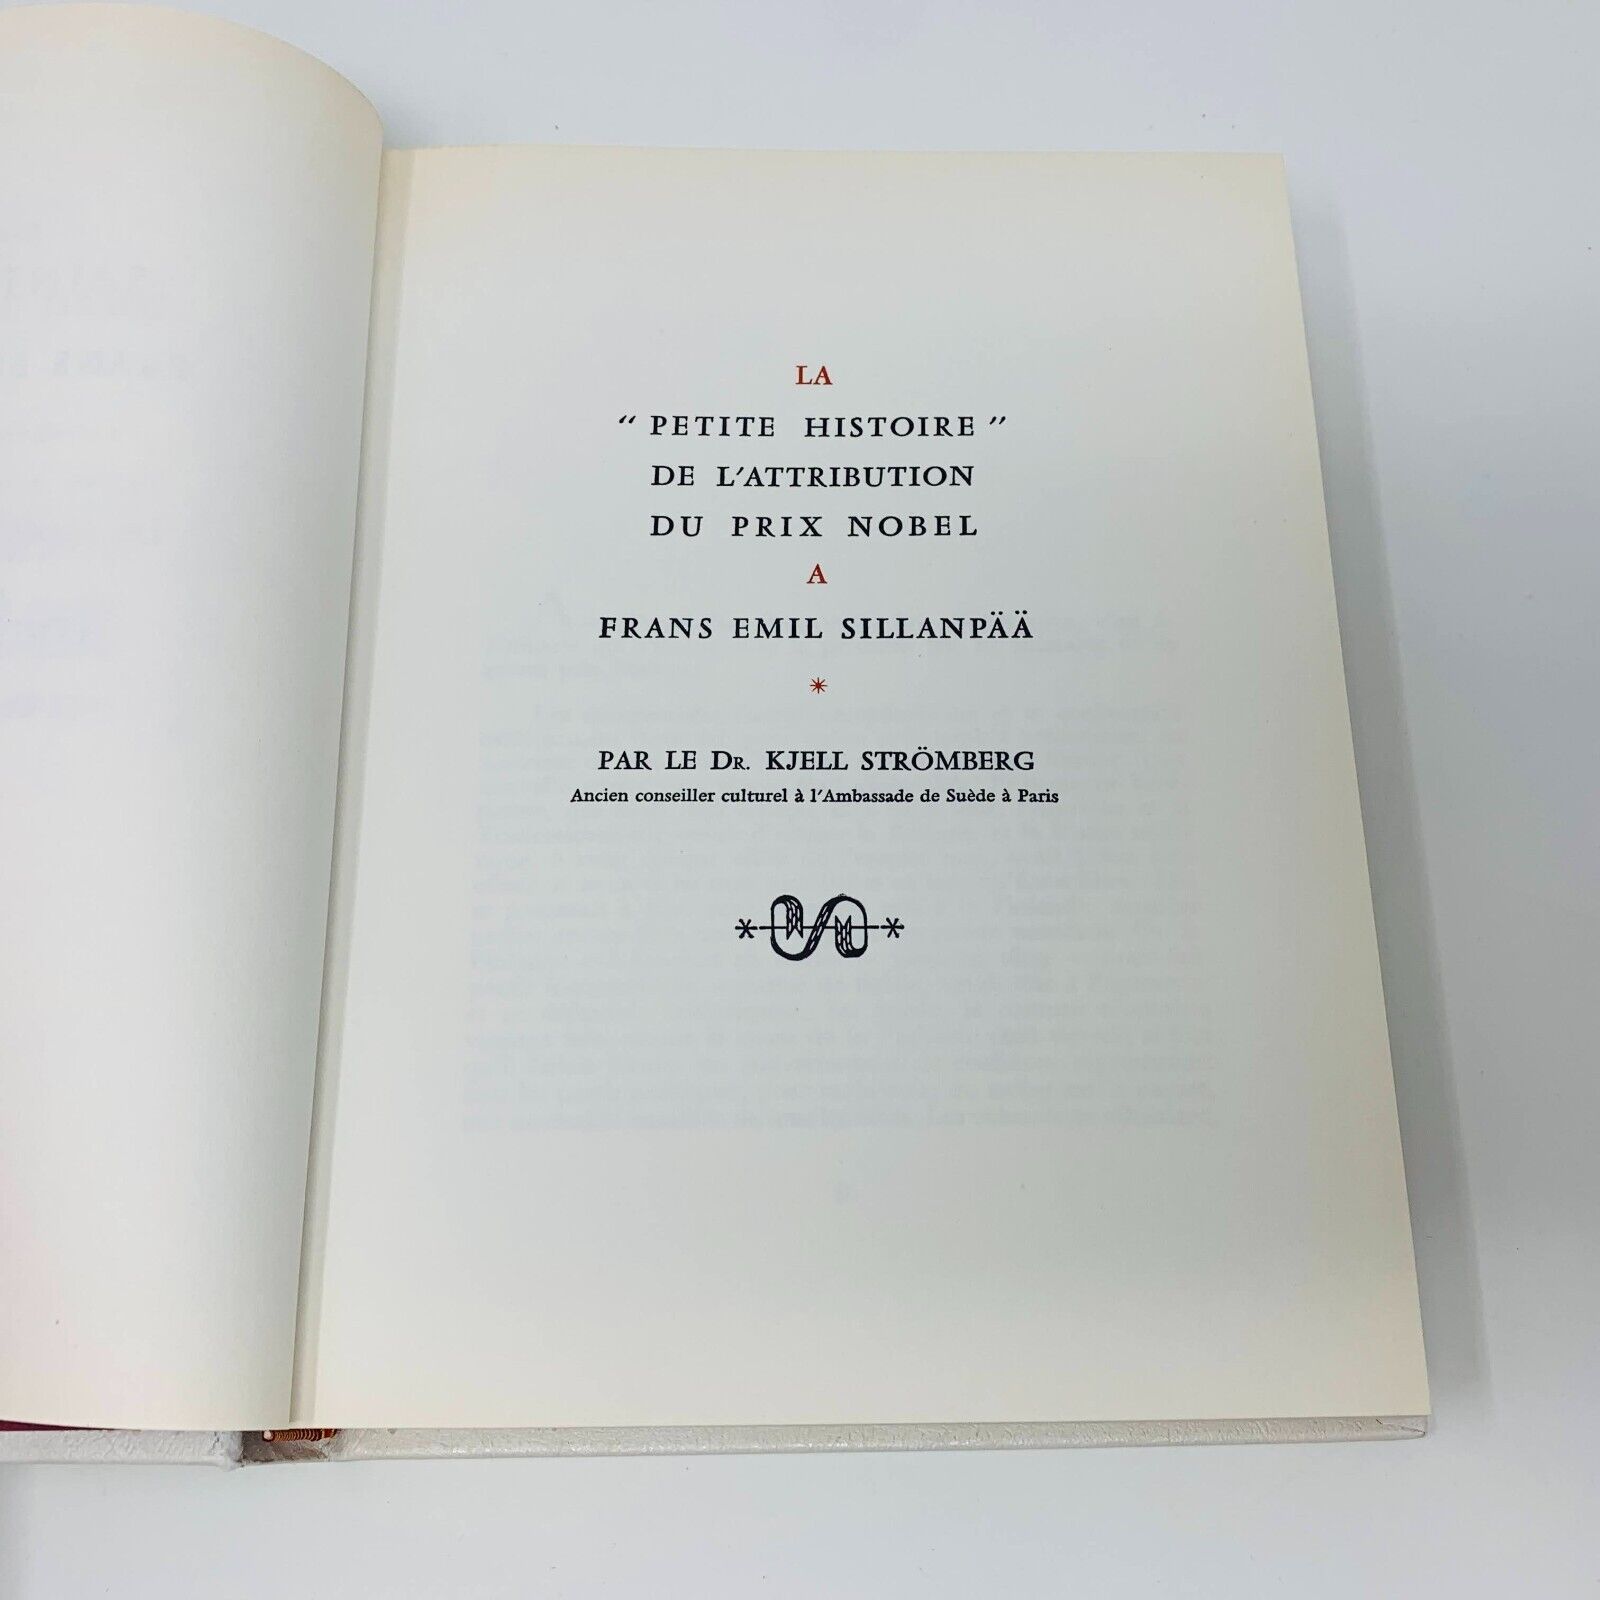 LA
“ PETITE HISTOIRE ”
DE L'ATTRIBUTION
DU PRIX NOBEL
A
FRANS EMIL SILLANPÄÄ
*
PAR LE DR. KJELL STRÖMBERG
Ancien conseiller culturel à l'Ambassade de Suède à Paris